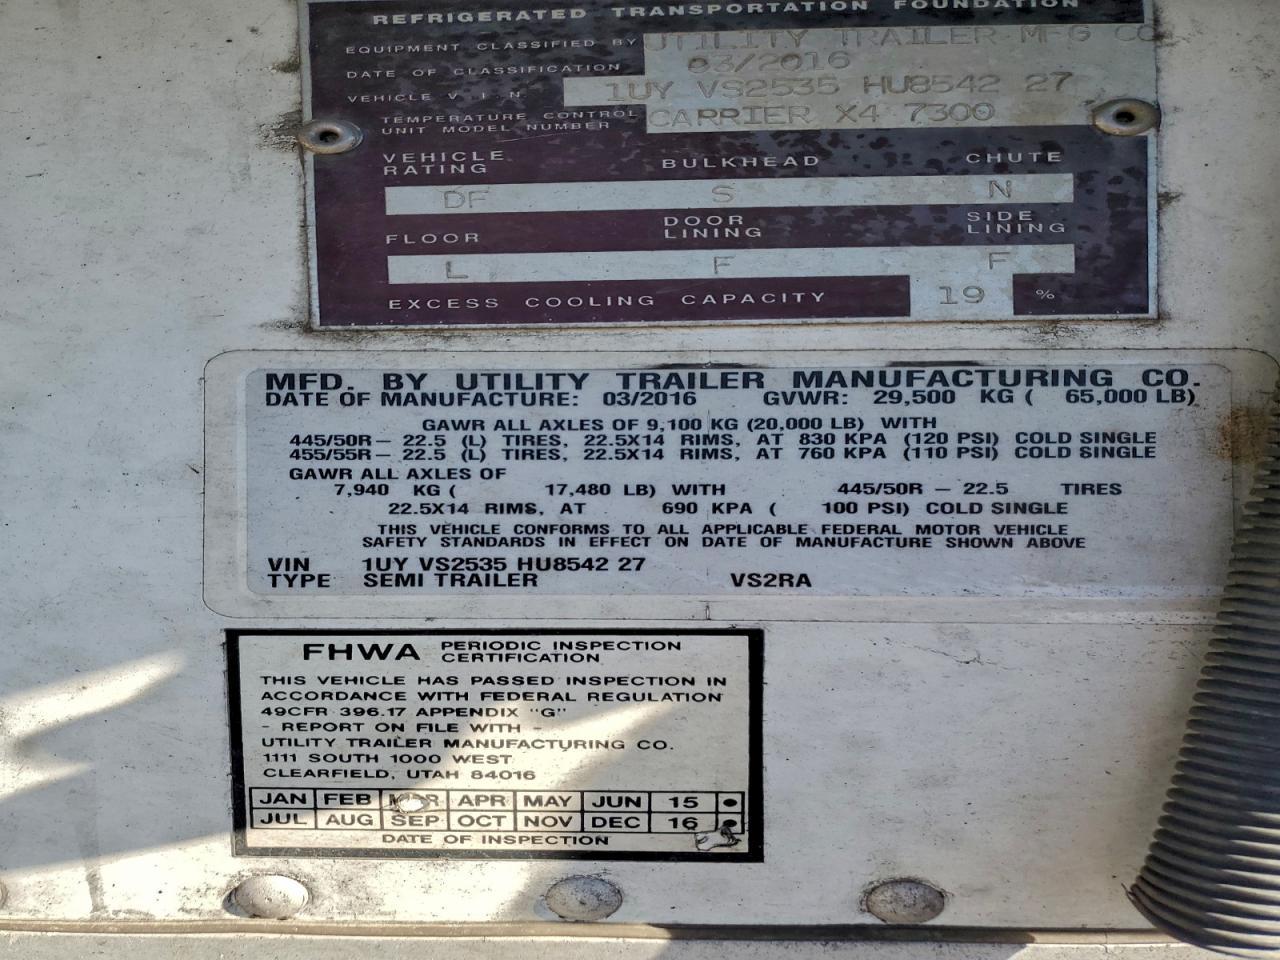 REFRIGERATED TRANSPORTATION FOUNDATION
EQUIPMENT CLASSIFIED BY UTILITY TRAILER MFG CO
DATE OF CLASSIFICATION 03/2016
VEHICLE V I N 1UY VS2535 HU8542 27
TEMPERATURE CONTROL
UNIT MODEL NUMBER CARRIER X4 7300
VEHICLE RATING BULKHEAD CHUTE
DF S N
FLOOR DOOR LINING SIDE LINING
L F F
EXCESS COOLING CAPACITY 19 %
MFD. BY UTILITY TRAILER MANUFACTURING CO.
DATE OF MANUFACTURE: 03/2016 GVWR: 29,500 KG ( 65,000 LB)
GAWR ALL AXLES OF 9,100 KG (20,000 LB) WITH
445/50R- 22.5 (L) TIRES, 22.5X14 RIMS, AT 830 KPA (120 PSI) COLD SINGLE
455/55R- 22.5 (L) TIRES, 22.5X14 RIMS, AT 760 KPA (110 PSI) COLD SINGLE
GAWR ALL AXLES OF
7,940 KG ( 17,480 LB) WITH 445/50R - 22.5 TIRES
22.5X14 RIMS, AT 690 KPA ( 100 PSI) COLD SINGLE
THIS VEHICLE CONFORMS TO ALL APPLICABLE FEDERAL MOTOR VEHICLE
SAFETY STANDARDS IN EFFECT ON DATE OF MANUFACTURE SHOWN ABOVE
VIN 1UY VS2535 HU8542 27
TYPE SEMI TRAILER VS2RA
FHWA PERIODIC INSPECTION
CERTIFICATION
THIS VEHICLE HAS PASSED INSPECTION IN
ACCORDANCE WITH FEDERAL REGULATION
49CFR 396.17 APPENDIX "G"
- REPORT ON FILE WITH -
UTILITY TRAILER MANUFACTURING CO.
1111 SOUTH 1000 WEST
CLEARFIELD, UTAH 84016
JAN FEB MAR APR MAY JUN 15 •
JUL AUG SEP OCT NOV DEC 16 •
DATE OF INSPECTION